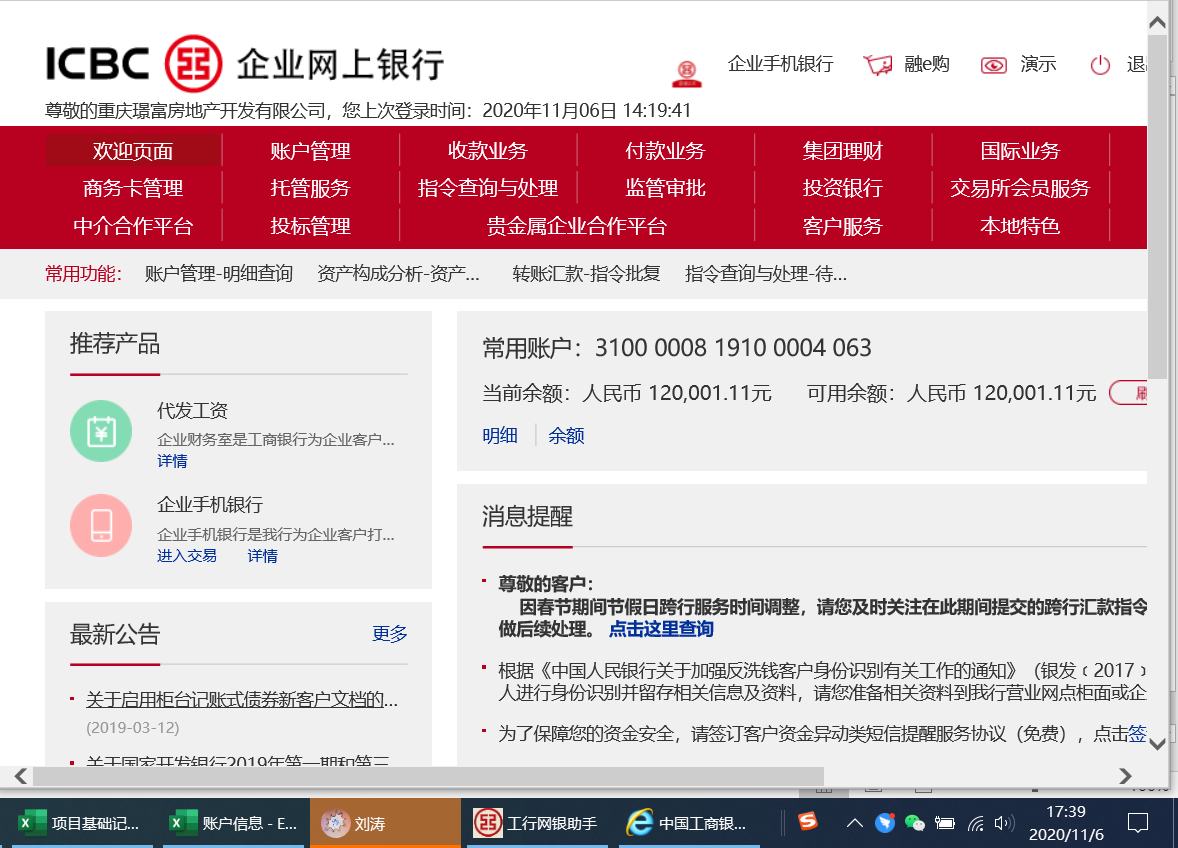 ICBC 企业网上银行
企业手机银行 融e购 演示
尊敬的重庆璟富房地产开发有限公司，您上次登录时间：2020年11月06日 14:19:41
欢迎页面 账户管理 收款业务 付款业务 集团理财 国际业务
商务卡管理 托管服务 指令查询与处理 监管审批 投资银行 交易所会员服务
中介合作平台 投标管理 贵金属企业合作平台 客户服务 本地特色
常用功能： 账户管理-明细查询 资产构成分析-资产... 转账汇款-指令批复 指令查询与处理-待...
推荐产品
代发工资
企业财务室是工商银行为企业客户...
详情
企业手机银行
企业手机银行是我行为企业客户打...
进入交易 详情
最新公告 更多
关于启用柜台记账式债券新客户文档的...
(2019-03-12)
关于国家开发银行2019年第一期和第三
常用账户：3100 0008 1910 0004 063
当前余额：人民币 120,001.11元 可用余额：人民币 120,001.11元
明细 余额
消息提醒
尊敬的客户：
因春节期间节假日跨行服务时间调整，请您及时关注在此期间提交的跨行汇款指令
做后续处理。 点击这里查询
根据《中国人民银行关于加强反洗钱客户身份识别有关工作的通知》（银发﹝2017﹞
人进行身份识别并留存相关信息及资料，请您准备相关资料到我行营业网点柜面或企
为了保障您的资金安全，请签订客户资金异动类短信提醒服务协议（免费），点击签
项目基础记... 账户信息 - E... 刘涛 工行网银助手 中国工商银... 17:39
2020/11/6